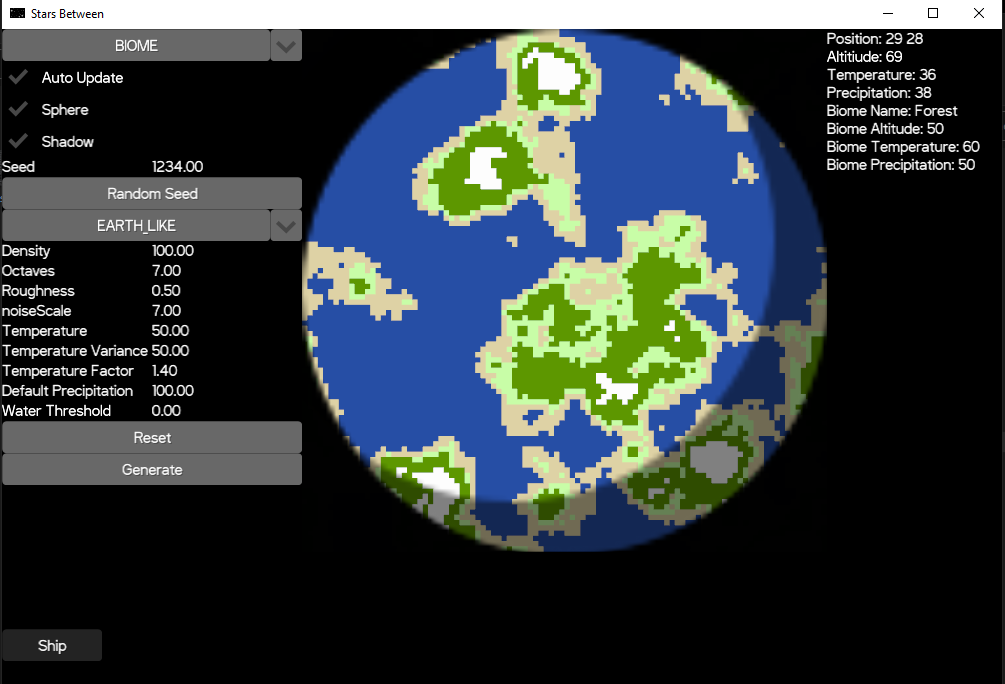 Stars Between
BIOME
Auto Update
Sphere
Shadow
Seed 1234.00
Random Seed
EARTH_LIKE
Density 100.00
Octaves 7.00
Roughness 0.50
noiseScale 7.00
Temperature 50.00
Temperature Variance 50.00
Temperature Factor 1.40
Default Precipitation 100.00
Water Threshold 0.00
Reset
Generate
Ship
Position: 29 28
Altitiude: 69
Temperature: 36
Precipitation: 38
Biome Name: Forest
Biome Altitude: 50
Biome Temperature: 60
Biome Precipitation: 50